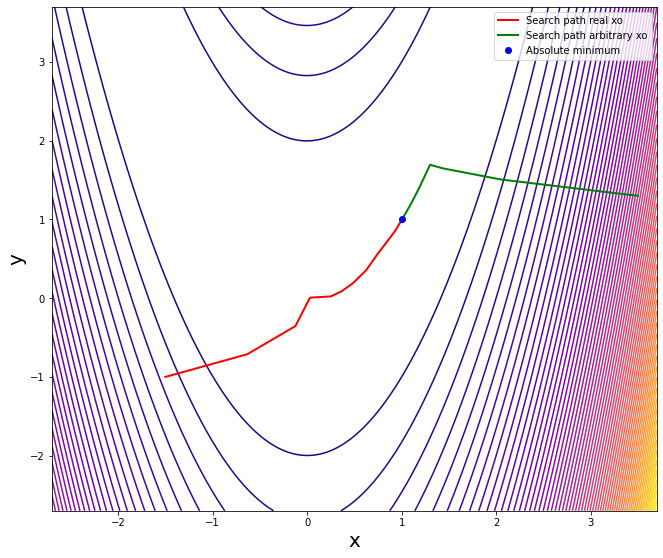 Search path real xo
Search path arbitrary xo
Absolute minimum
3
2
1
0
−1
−2
y
−2
−1
0
1
2
3
x